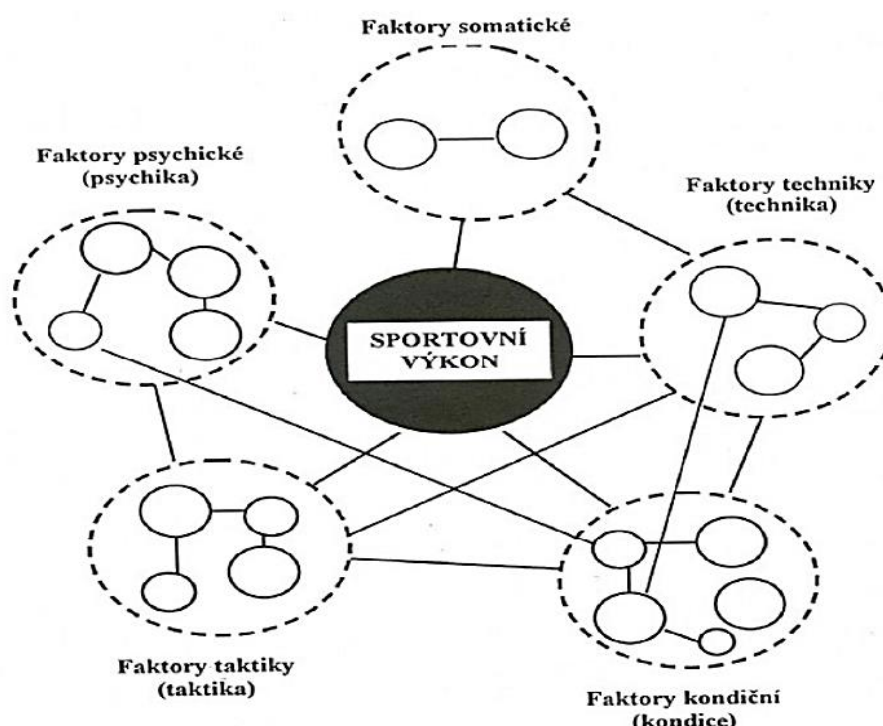 Faktory somatické
Faktory psychické
(psychika)
Faktory techniky
(technika)
SPORTOVNÍ
VÝKON
Faktory taktiky
(taktika)
Faktory kondiční
(kondice)